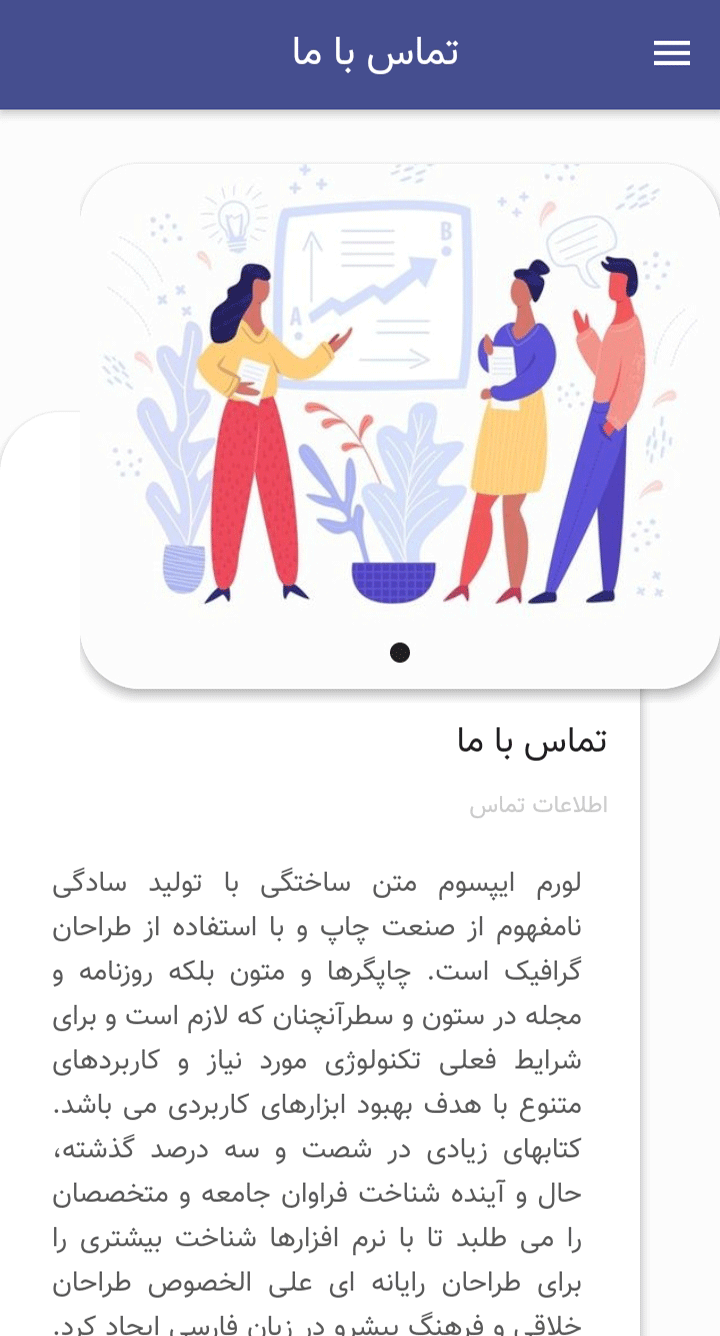 تماس با ما
B
A
تماس با ما
اطلاعات تماس
لورم ایپسوم متن ساختگی با تولید سادگی
نامفهوم از صنعت چاپ و با استفاده از طراحان
گرافیک است. چاپگرها و متون بلکه روزنامه و
مجله در ستون و سطرآنچنان که لازم است و برای
شرایط فعلی تکنولوژی مورد نیاز و کاربردهای
متنوع با هدف بهبود ابزارهای کاربردی می باشد.
کتابهای زیادی در شصت و سه درصد گذشته،
حال و آینده شناخت فراوان جامعه و متخصصان
را می طلبد تا با نرم افزارها شناخت بیشتری را
برای طراحان رایانه ای علی الخصوص طراحان
خلاقی و فرهنگ پیشرو در زبان فارسی ایجاد کرد.